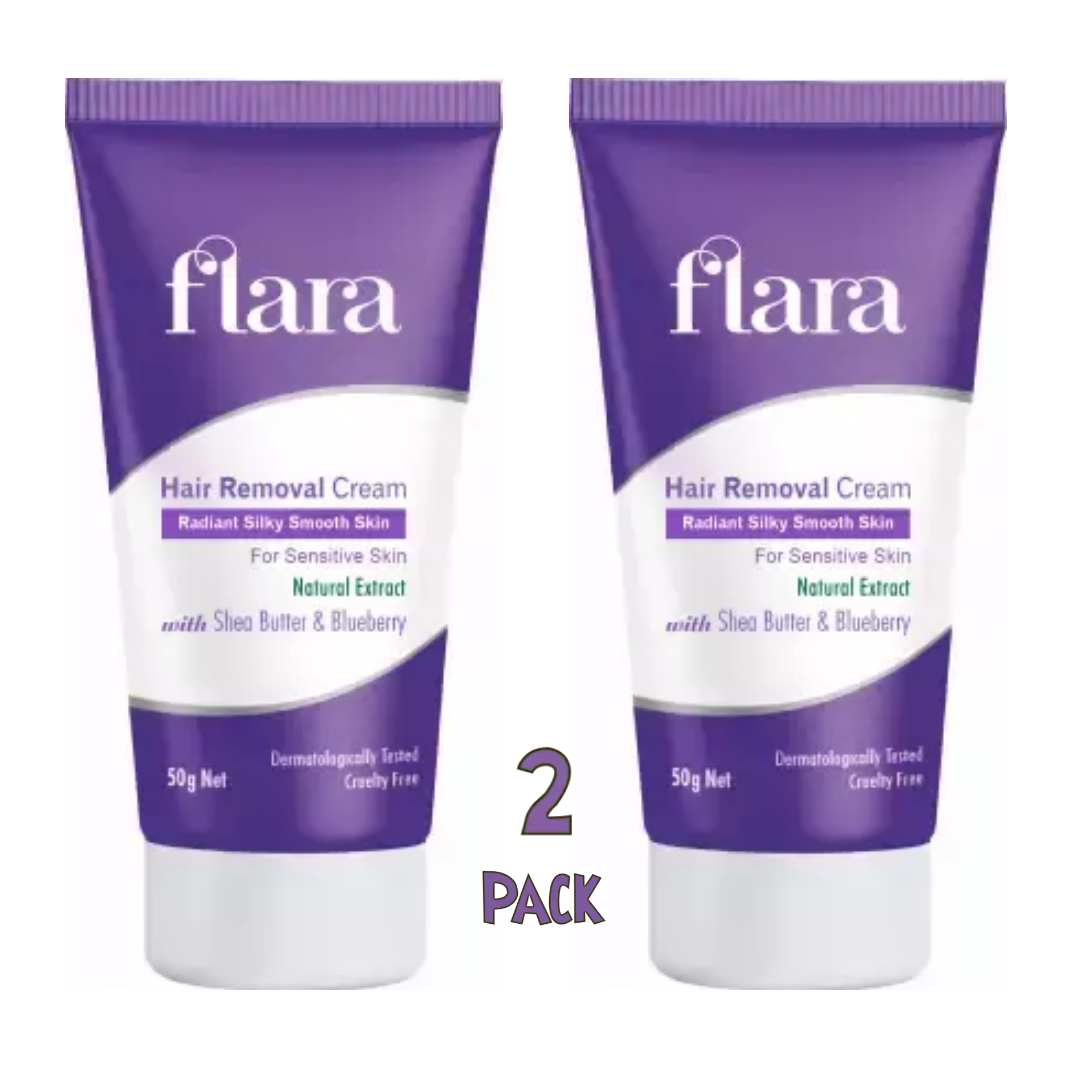 flara
Hair Removal Cream
Radiant Silky Smooth Skin
For Sensitive Skin
Natural Extract
with Shea Butter & Blueberry
Dermatologically Tested
50g Net
Cruelty Free
flara
Hair Removal Cream
Radiant Silky Smooth Skin
For Sensitive Skin
Natural Extract
with Shea Butter & Blueberry
Dermatologically Tested
50g Net
Cruelty Free
2
PACK